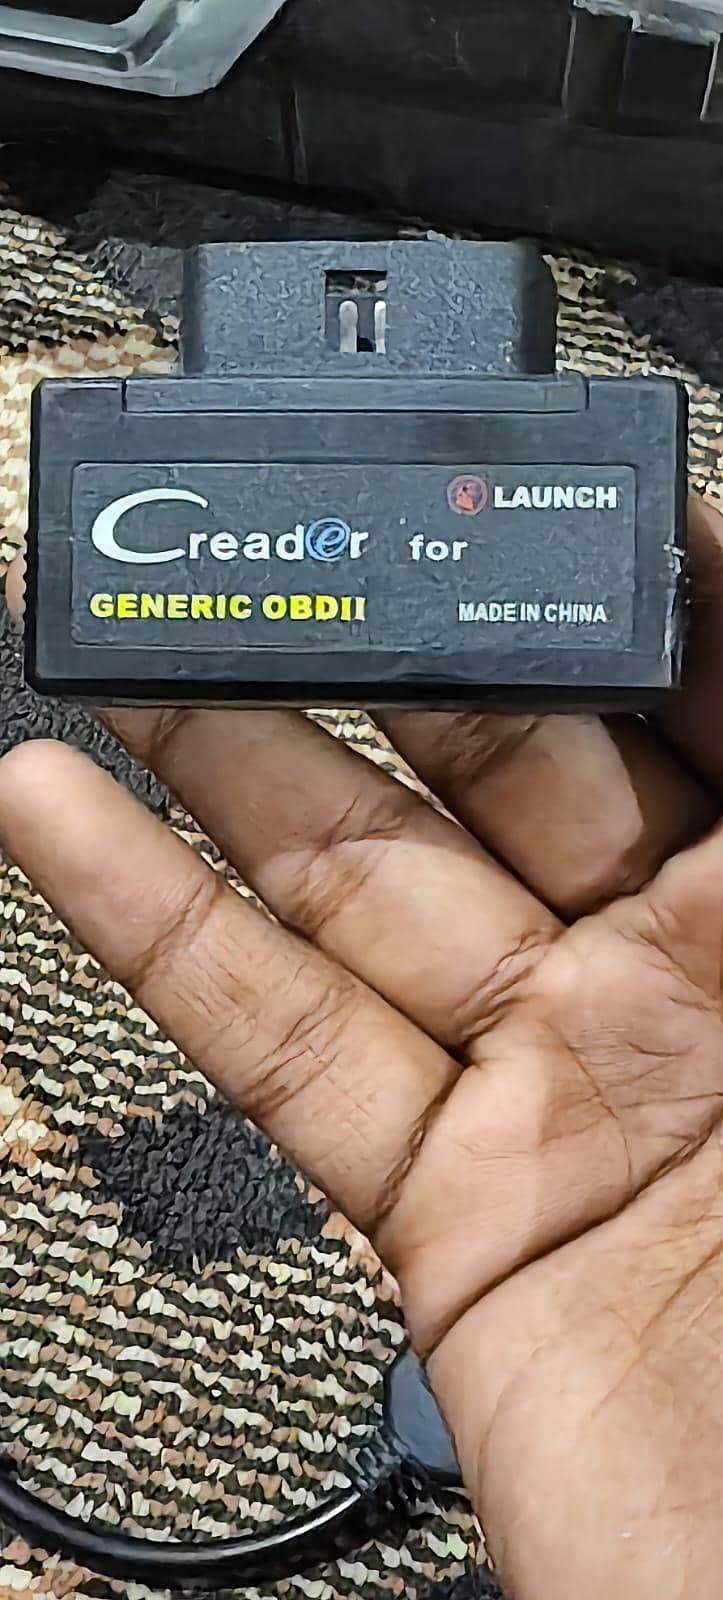 LAUNCH
Creader for
GENERIC OBDII
MADE IN CHINA